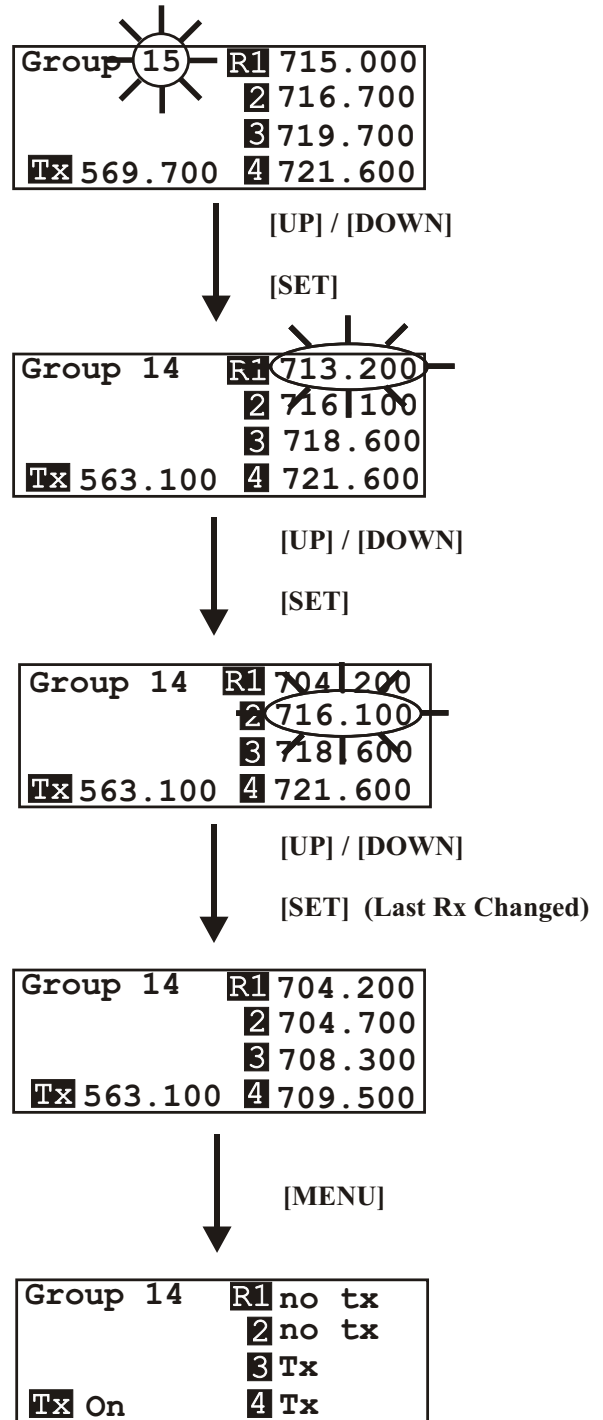 Group 15 R1 715.000
2 716.700
3 719.700
Tx 569.700 4 721.600
[UP] / [DOWN]
[SET]
Group 14 R1 713.200
2 716.100
3 718.600
Tx 563.100 4 721.600
[UP] / [DOWN]
[SET]
Group 14 R1 704.200
2 716.100
3 718.600
Tx 563.100 4 721.600
[UP] / [DOWN]
[SET] (Last Rx Changed)
Group 14 R1 704.200
2 704.700
3 708.300
Tx 563.100 4 709.500
[MENU]
Group 14 R1 no tx
2 no tx
3 Tx
Tx On 4 Tx